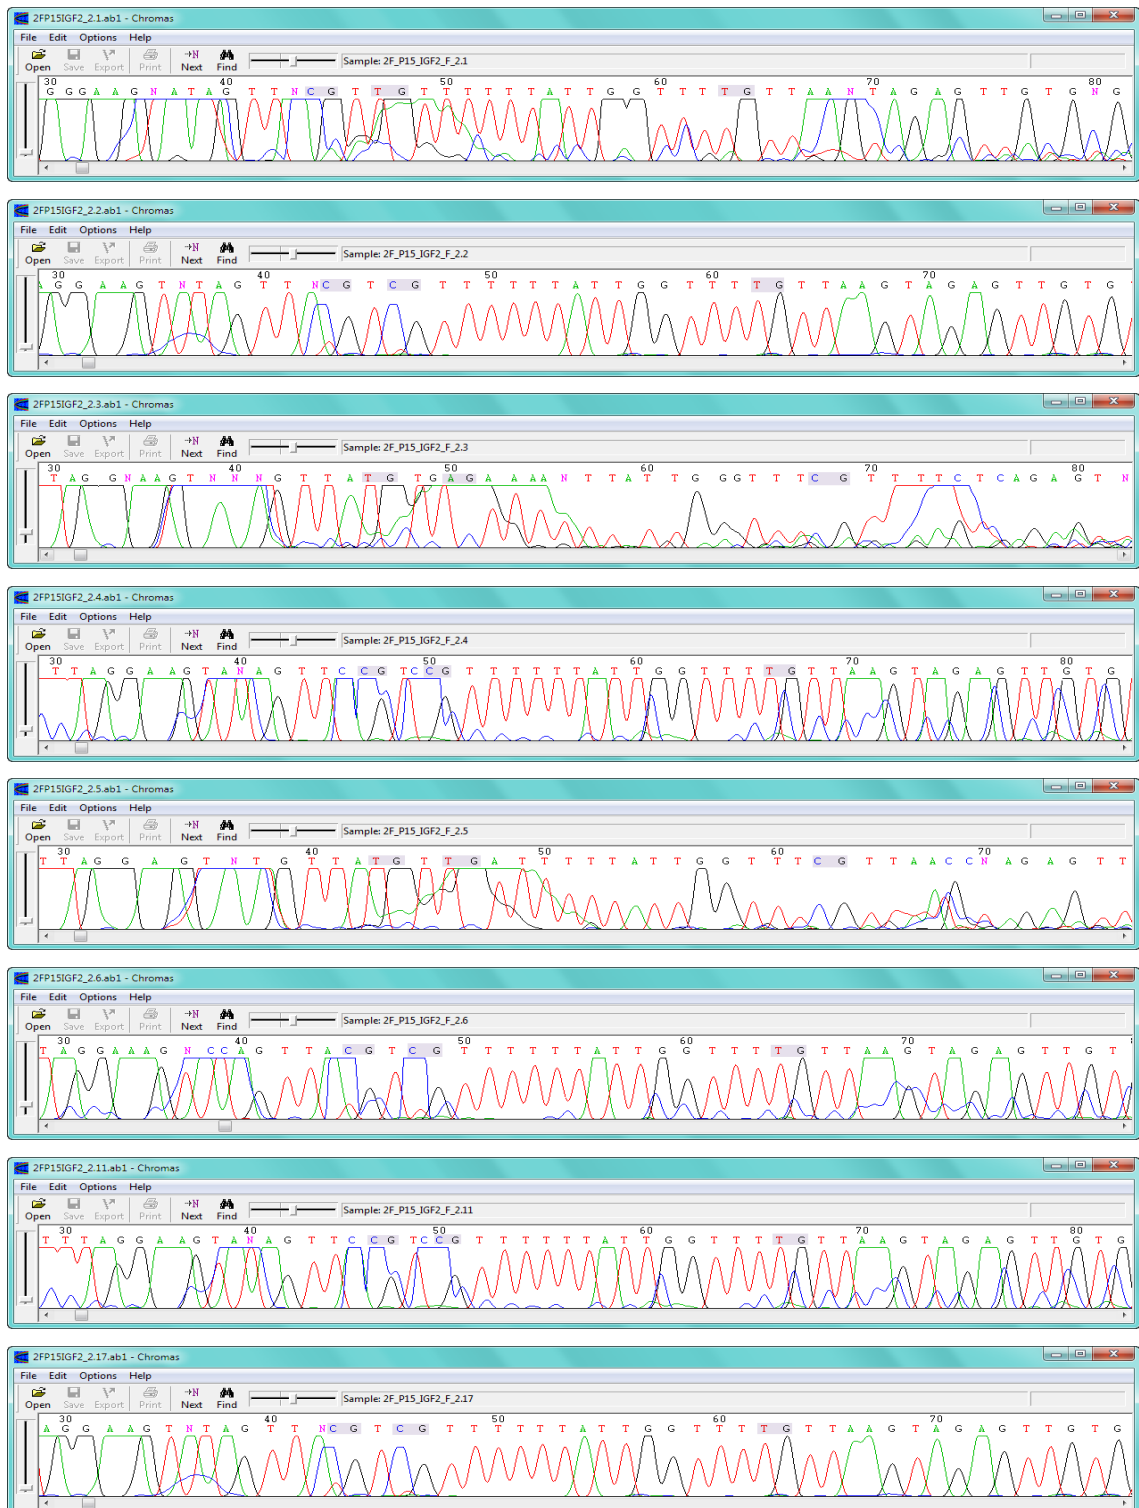 2FP15IGF2_2.1.ab1 - Chromas
File Edit Options Help
Open Save Export Print Next Find Sample: 2F_P15_IGF2_F_2.1
30 40 50 60 70 80
G G G A A G N A T A G T T N C G T T G T T T T T T A T T G G T T T T G T T A A N T A G A G T T G T G N G
2FP15IGF2_2.2.ab1 - Chromas
File Edit Options Help
Open Save Export Print Next Find Sample: 2F_P15_IGF2_F_2.2
30 40 50 60 70
A G G A A G T N T A G T T N C G T C G T T T T T T A T T G G T T T T G T T A A G T A G A G T T G T G
2FP15IGF2_2.3.ab1 - Chromas
File Edit Options Help
Open Save Export Print Next Find Sample: 2F_P15_IGF2_F_2.3
30 40 50 60 70 80
T A G G N A A G T N N N G T T A T G T G A G A A A A N T T A T T G G G T T T C G T T T T C T C A G A G T N
2FP15IGF2_2.4.ab1 - Chromas
File Edit Options Help
Open Save Export Print Next Find Sample: 2F_P15_IGF2_F_2.4
30 40 50 60 70 80
T T A G G A A G T A N A G T T C C G T C C G T T T T T T A T T G G T T T T G T T A A G T A G A G T T G T G
2FP15IGF2_2.5.ab1 - Chromas
File Edit Options Help
Open Save Export Print Next Find Sample: 2F_P15_IGF2_F_2.5
30 40 50 60 70
T T A G G A G T N T G T T A T G T T G A T T T T T A T T G G T T T C G T T A A C C N A G A G T T
2FP15IGF2_2.6.ab1 - Chromas
File Edit Options Help
Open Save Export Print Next Find Sample: 2F_P15_IGF2_F_2.6
30 40 50 60 70
T A G G A A A G N C C A G T T A C G T C G T T T T T T A T T G G T T T T G T T A A G T A G A G T T G T
2FP15IGF2_2.11.ab1 - Chromas
File Edit Options Help
Open Save Export Print Next Find Sample: 2F_P15_IGF2_F_2.11
30 40 50 60 70 80
T T T A G G A A G T A N A G T T C C G T C C G T T T T T T A T T G G T T T T G T T A A G T A G A G T T G T G
2FP15IGF2_2.17.ab1 - Chromas
File Edit Options Help
Open Save Export Print Next Find Sample: 2F_P15_IGF2_F_2.17
30 40 50 60 70
A G G A A G T N T A G T T N C G T C G T T T T T T A T T G G T T T T G T T A A G T A G A G T T G T G